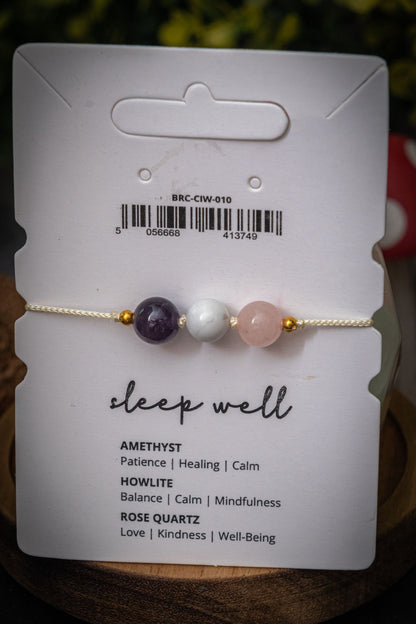 BRC-CIW-010
5 056668 413749
sleep well
AMETHYST
Patience | Healing | Calm
HOWLITE
Balance | Calm | Mindfulness
ROSE QUARTZ
Love | Kindness | Well-Being